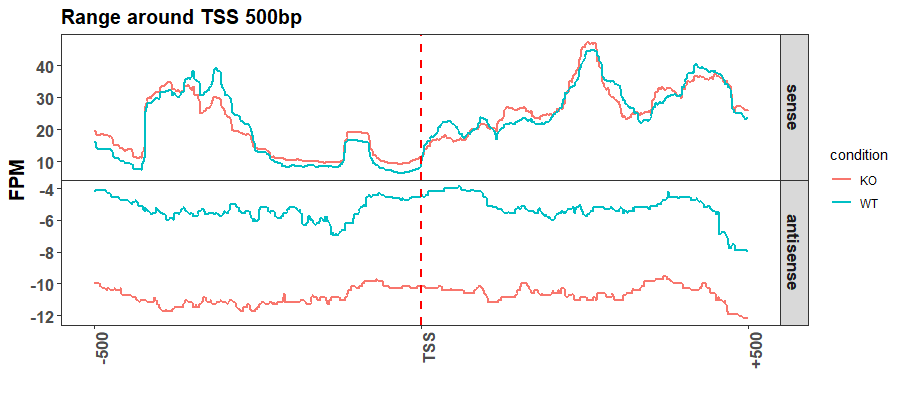 Range around TSS 500bp
FPM
40
30
20
10
-4
-6
-8
-10
-12
sense
antisense
-500
TSS
+500
condition
KO
WT